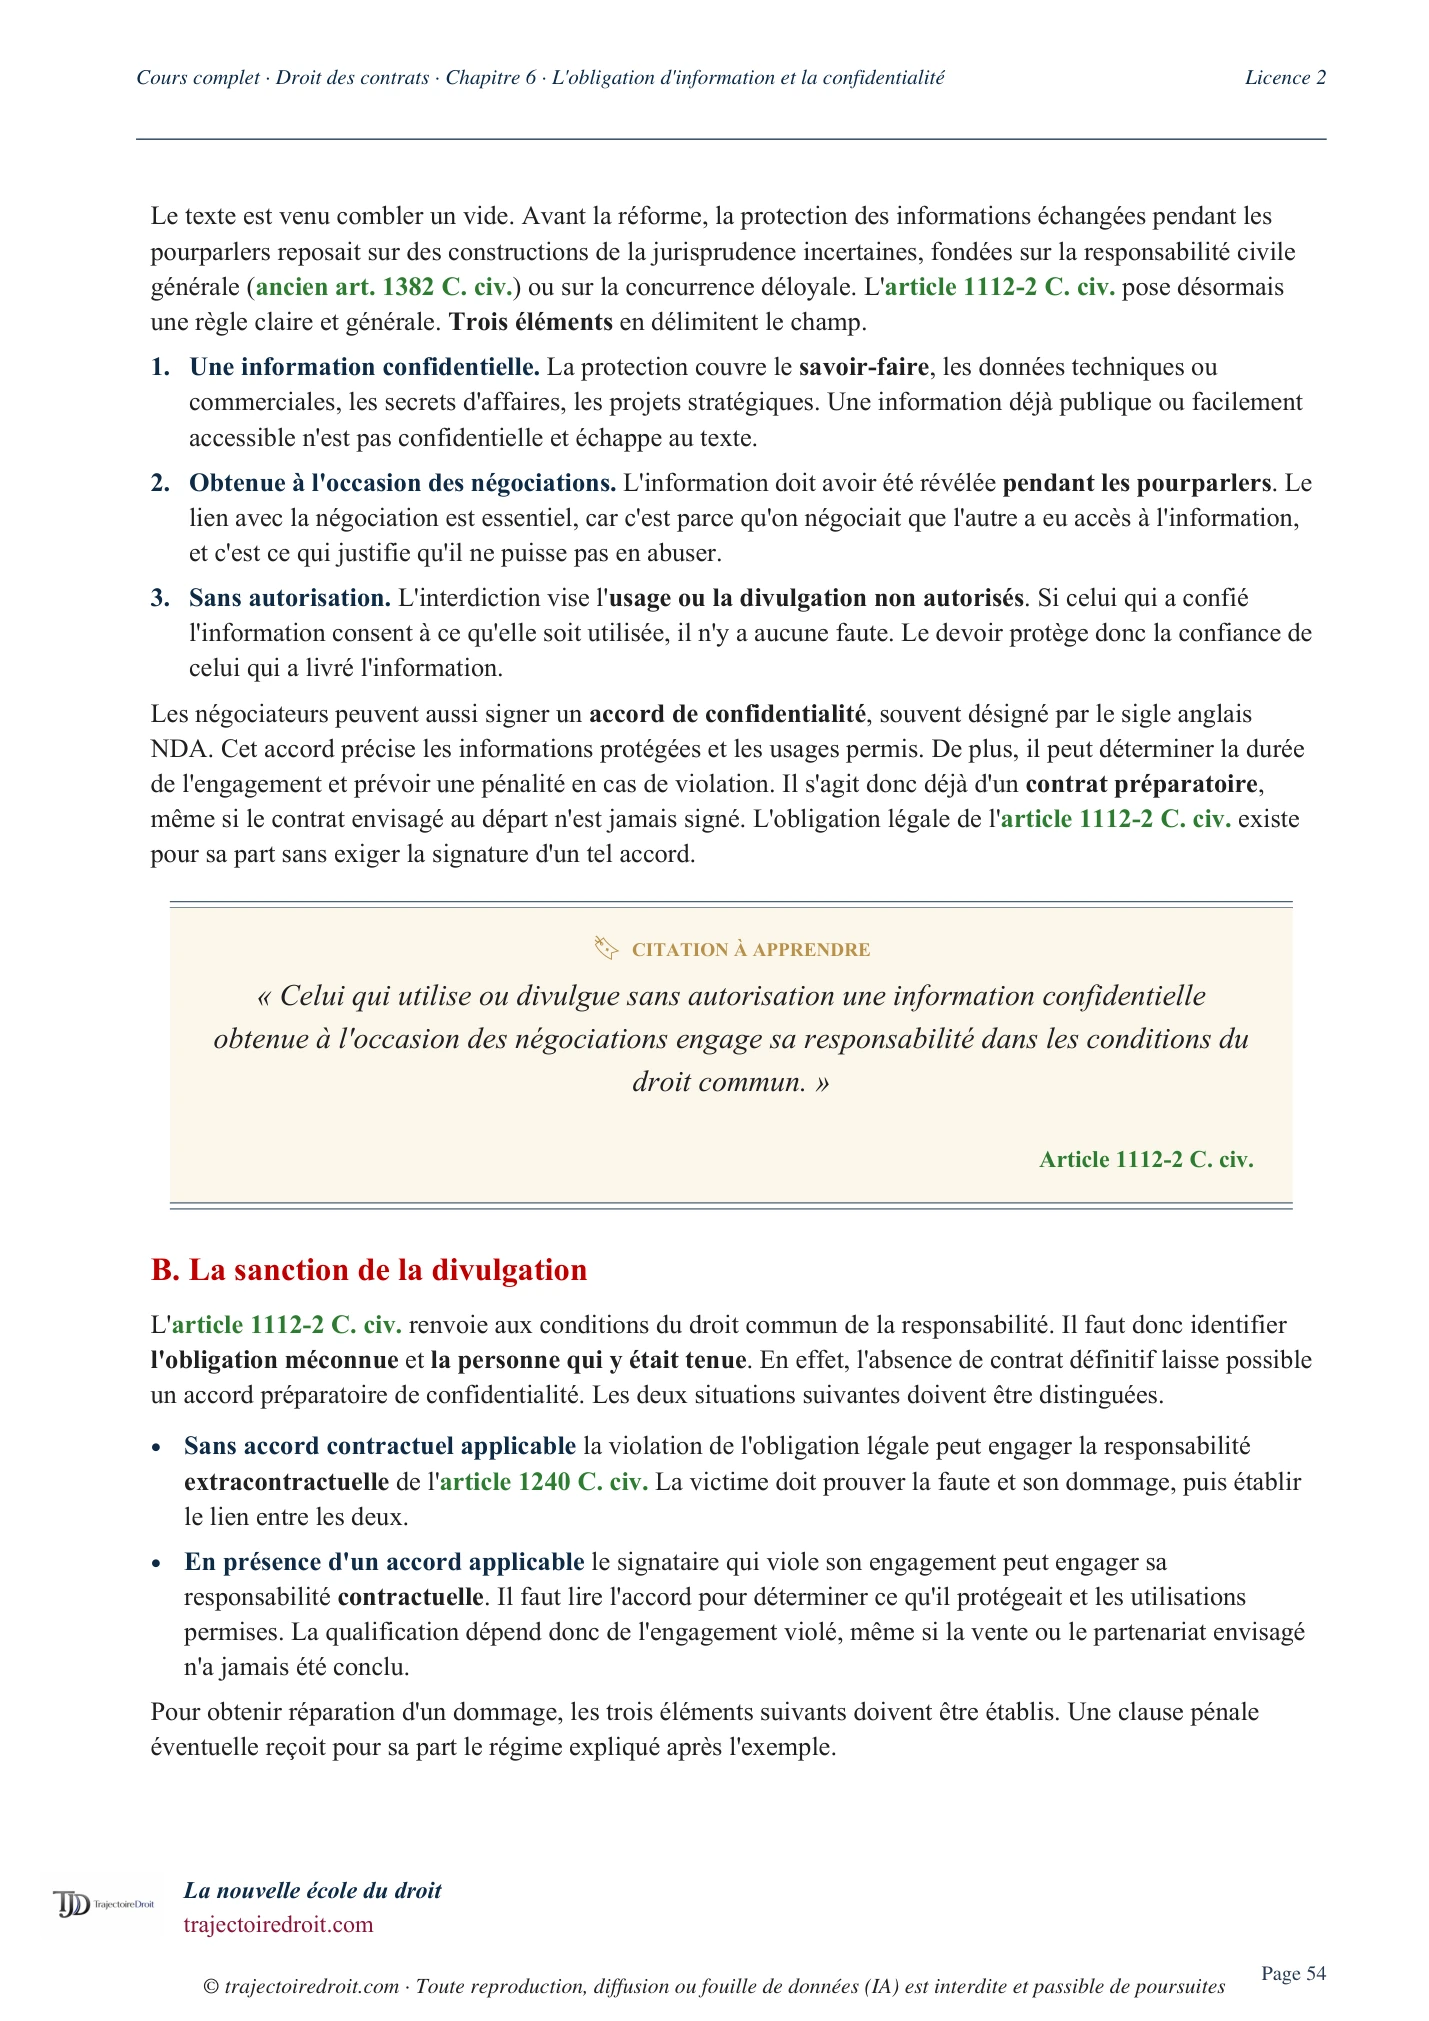 Cours complet · Droit des contrats · Chapitre 6 · L'obligation d'information et la confidentialité
Licence 2
Le texte est venu combler un vide. Avant la réforme, la protection des informations échangées pendant les
pourparlers reposait sur des constructions de la jurisprudence incertaines, fondées sur la responsabilité civile
générale (ancien art. 1382 C. civ.) ou sur la concurrence déloyale. L'article 1112-2 C. civ. pose désormais
une règle claire et générale. Trois éléments en délimitent le champ.
1. Une information confidentielle. La protection couvre le savoir-faire, les données techniques ou
commerciales, les secrets d'affaires, les projets stratégiques. Une information déjà publique ou facilement
accessible n'est pas confidentielle et échappe au texte.
2. Obtenue à l'occasion des négociations. L'information doit avoir été révélée pendant les pourparlers. Le
lien avec la négociation est essentiel, car c'est parce qu'on négociait que l'autre a eu accès à l'information,
et c'est ce qui justifie qu'il ne puisse pas en abuser.
3. Sans autorisation. L'interdiction vise l'usage ou la divulgation non autorisés. Si celui qui a confié
l'information consent à ce qu'elle soit utilisée, il n'y a aucune faute. Le devoir protège donc la confiance de
celui qui a livré l'information.
Les négociateurs peuvent aussi signer un accord de confidentialité, souvent désigné par le sigle anglais
NDA. Cet accord précise les informations protégées et les usages permis. De plus, il peut déterminer la durée
de l'engagement et prévoir une pénalité en cas de violation. Il s'agit donc déjà d'un contrat préparatoire,
même si le contrat envisagé au départ n'est jamais signé. L'obligation légale de l'article 1112-2 C. civ. existe
pour sa part sans exiger la signature d'un tel accord.
CITATION À APPRENDRE
« Celui qui utilise ou divulgue sans autorisation une information confidentielle
obtenue à l'occasion des négociations engage sa responsabilité dans les conditions du
droit commun. »
Article 1112-2 C. civ.
B. La sanction de la divulgation
L'article 1112-2 C. civ. renvoie aux conditions du droit commun de la responsabilité. Il faut donc identifier
l'obligation méconnue et la personne qui y était tenue. En effet, l'absence de contrat définitif laisse possible
un accord préparatoire de confidentialité. Les deux situations suivantes doivent être distinguées.
• Sans accord contractuel applicable la violation de l'obligation légale peut engager la responsabilité
extracontractuelle de l'article 1240 C. civ. La victime doit prouver la faute et son dommage, puis établir
le lien entre les deux.
• En présence d'un accord applicable le signataire qui viole son engagement peut engager sa
responsabilité contractuelle. Il faut lire l'accord pour déterminer ce qu'il protégeait et les utilisations
permises. La qualification dépend donc de l'engagement violé, même si la vente ou le partenariat envisagé
n'a jamais été conclu.
Pour obtenir réparation d'un dommage, les trois éléments suivants doivent être établis. Une clause pénale
éventuelle reçoit pour sa part le régime expliqué après l'exemple.
TJD TrajectoireDroit
La nouvelle école du droit
trajectoiredroit.com
© trajectoiredroit.com · Toute reproduction, diffusion ou fouille de données (IA) est interdite et passible de poursuites
Page 54